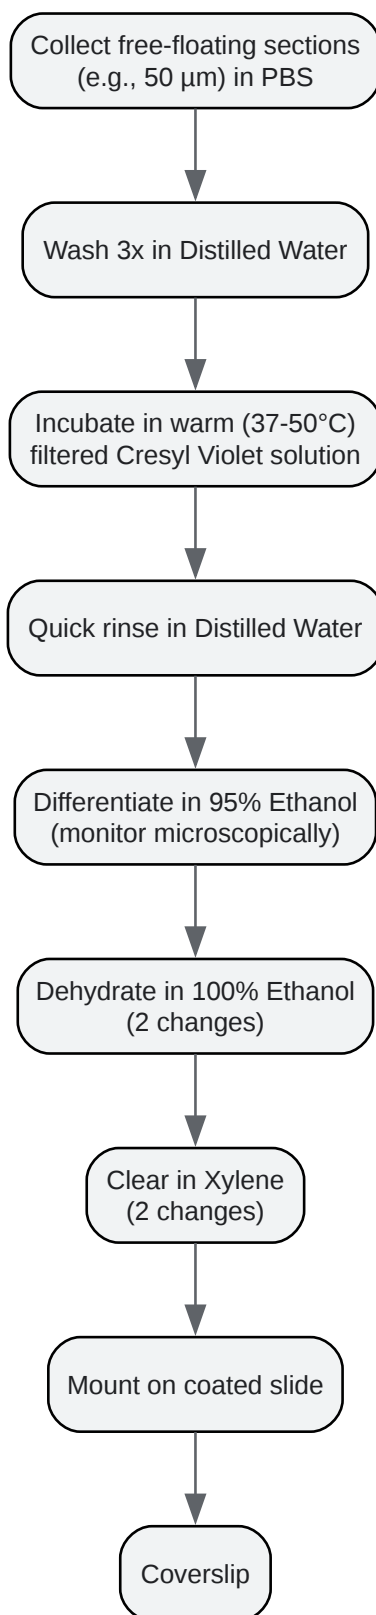 Collect free-floating sections
(e.g., 50 µm) in PBS
Wash 3x in Distilled Water
Incubate in warm (37-50°C)
filtered Cresyl Violet solution
Quick rinse in Distilled Water
Differentiate in 95% Ethanol
(monitor microscopically)
Dehydrate in 100% Ethanol
(2 changes)
Clear in Xylene
(2 changes)
Mount on coated slide
Coverslip